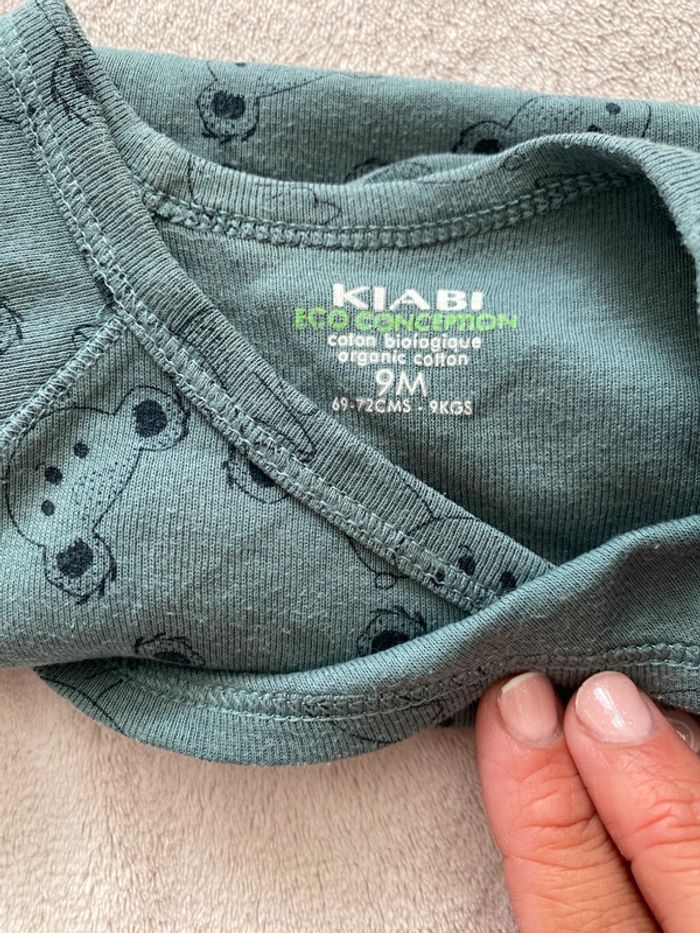 KIABI
ECO CONCEPTION
coton biologique
organic cotton
9M
69-72CMS - 9KGS